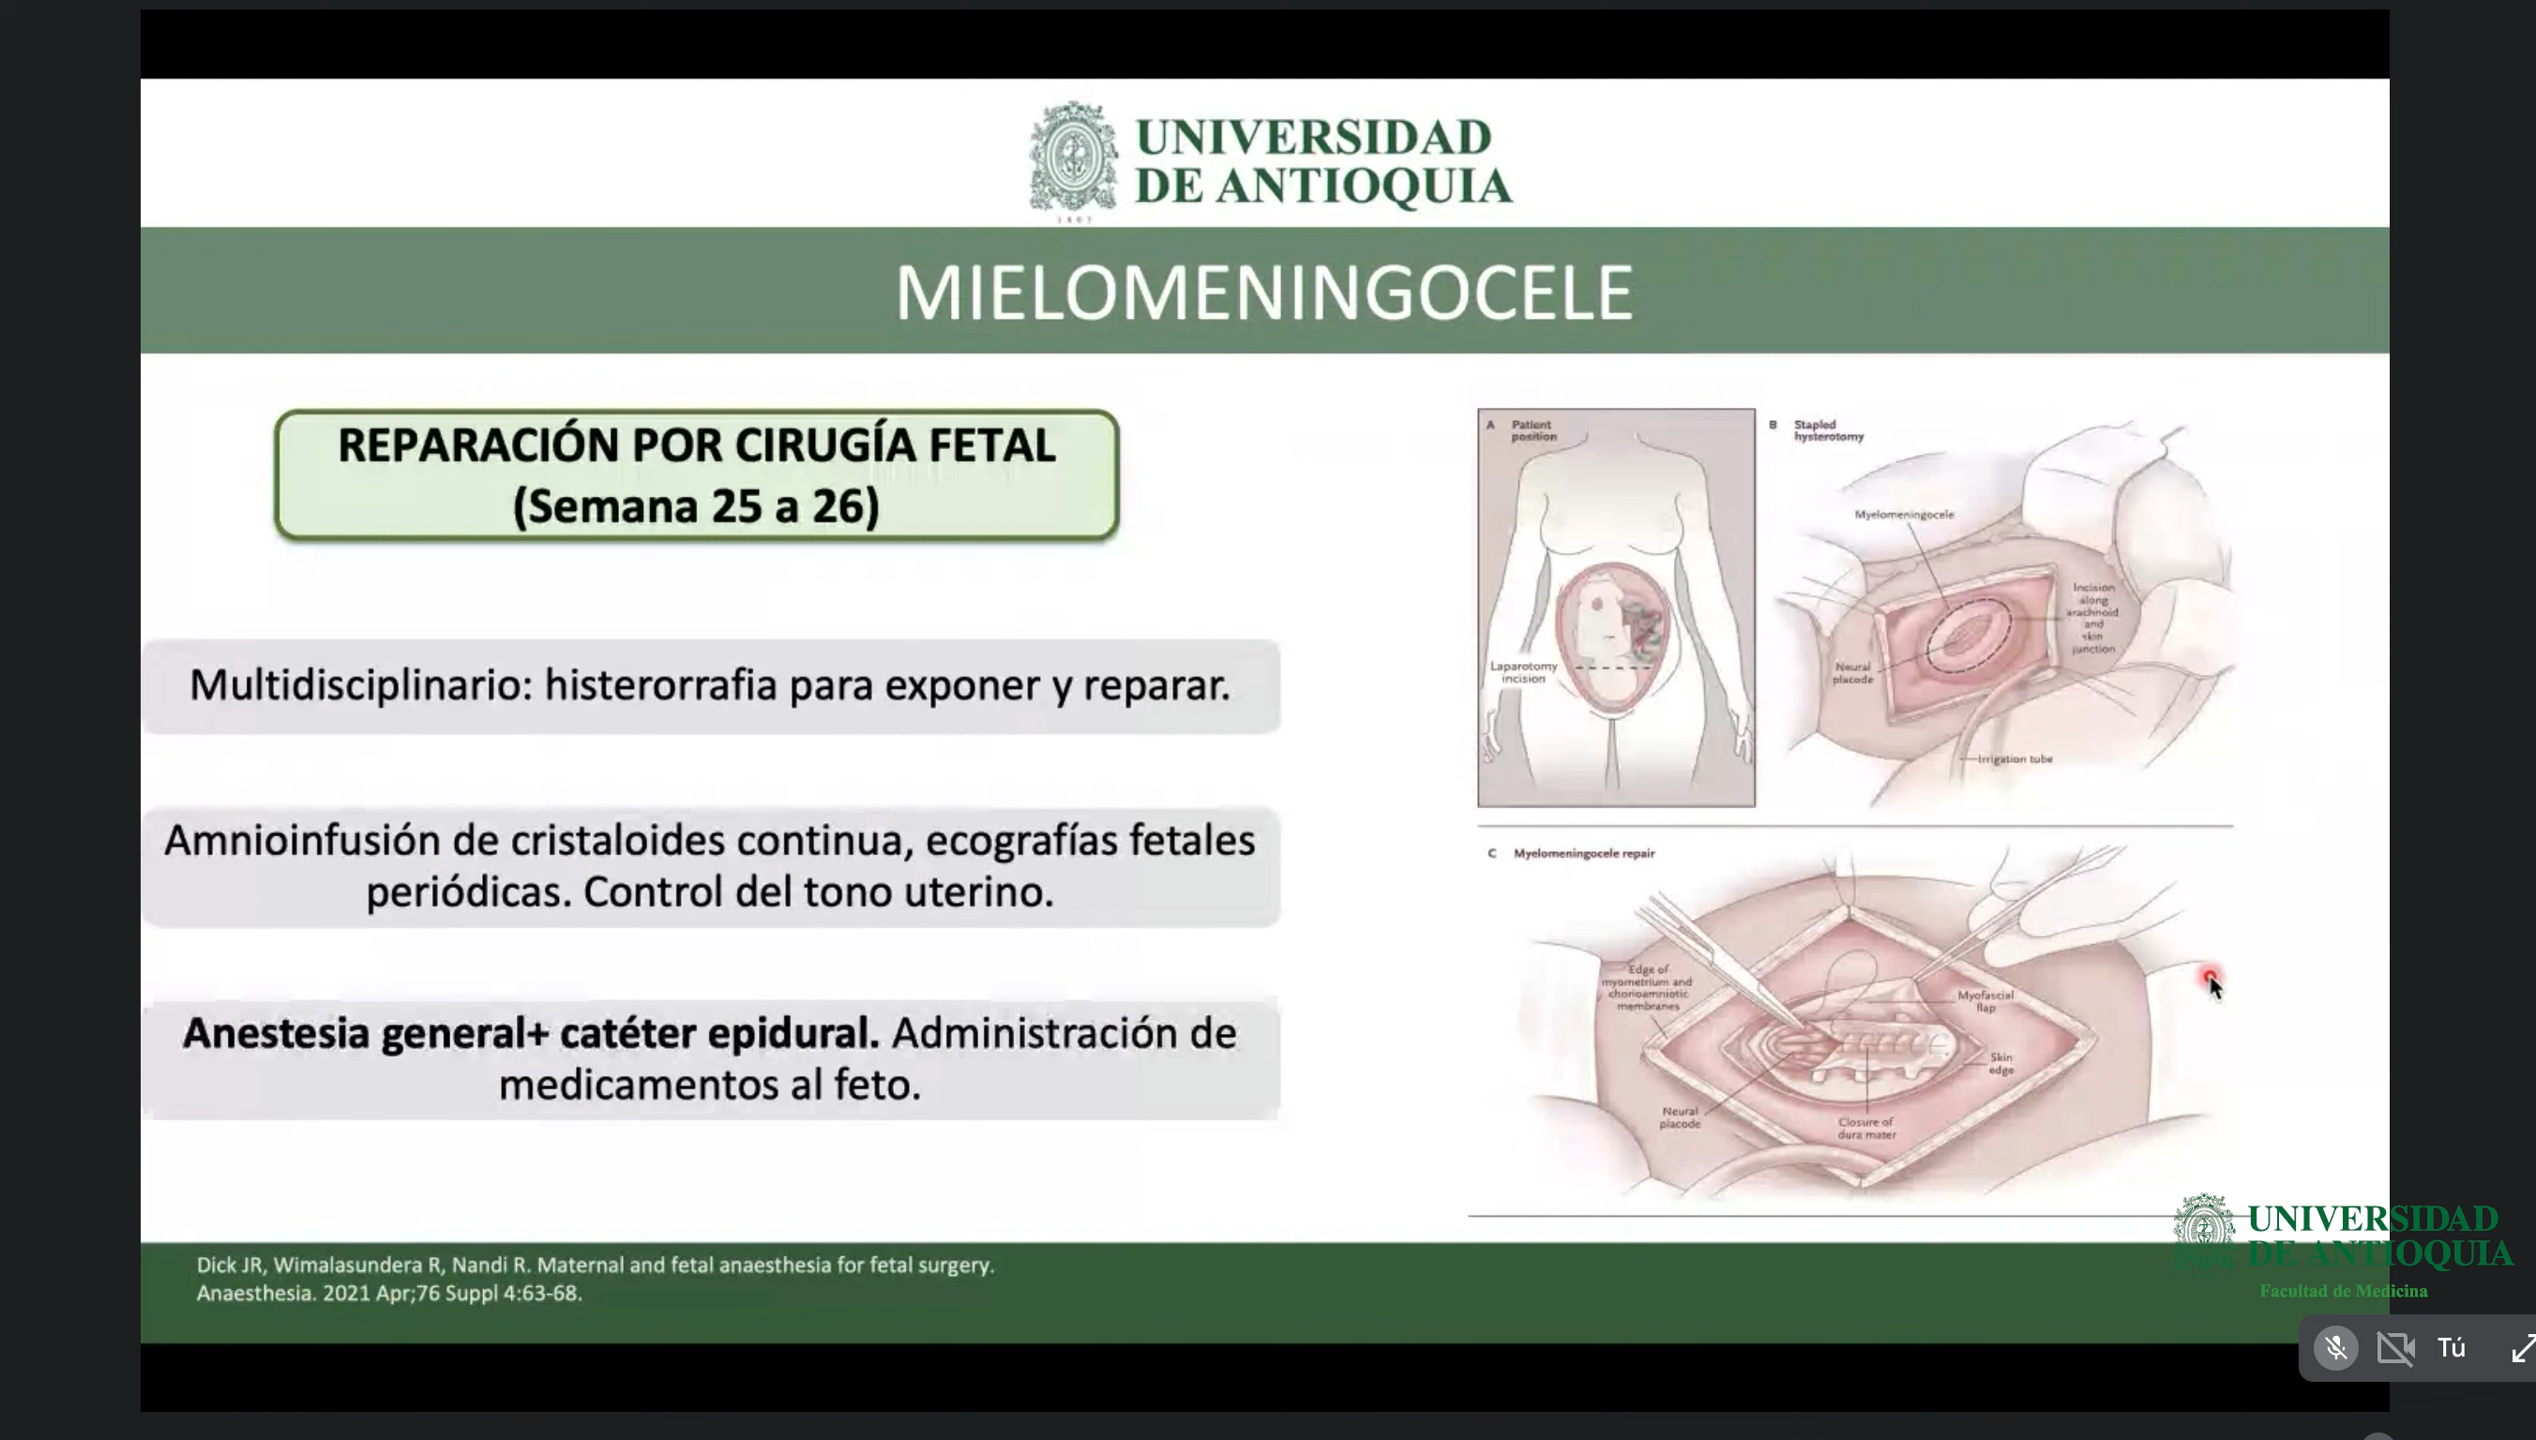 UNIVERSIDAD
DE ANTIOQUIA
1803
MIELOMENINGOCELE
REPARACIÓN POR CIRUGÍA FETAL
(Semana 25 a 26)
Multidisciplinario: histerorrafia para exponer y reparar.
Amnioinfusión de cristaloides continua, ecografías fetales
periódicas. Control del tono uterino.
Anestesia general+ catéter epidural. Administración de
medicamentos al feto.
A Patient
position
Laparotomy
incision
B Stapled
hysterotomy
Myelomeningocele
Incision
along
arachnoid
and
skin
junction
Neural
placode
Irrigation tube
C Myelomeningocele repair
Edge of
myometrium and
chorioamniotic
membranes
Myofascial
flap
Skin
edge
Neural
placode
Closure of
dura mater
Dick JR, Wimalasundera R, Nandi R. Maternal and fetal anaesthesia for fetal surgery.
Anaesthesia. 2021 Apr;76 Suppl 4:63-68.
UNIVERSIDAD
DE ANTIOQUIA
Facultad de Medicina
Tú